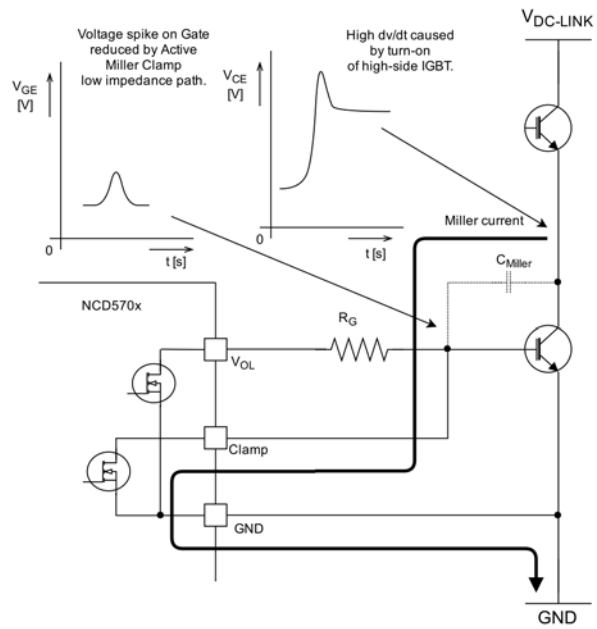 Voltage spike on Gate
reduced by Active
Miller Clamp
low impedance path.
High dv/dt caused
by turn-on
of high-side IGBT.
VDC-LINK
VGE
[V]
VCE
[V]
0
t [s]
0
t [s]
Miller current
CMiller
NCD570x
RG
VOL
Clamp
GND
GND